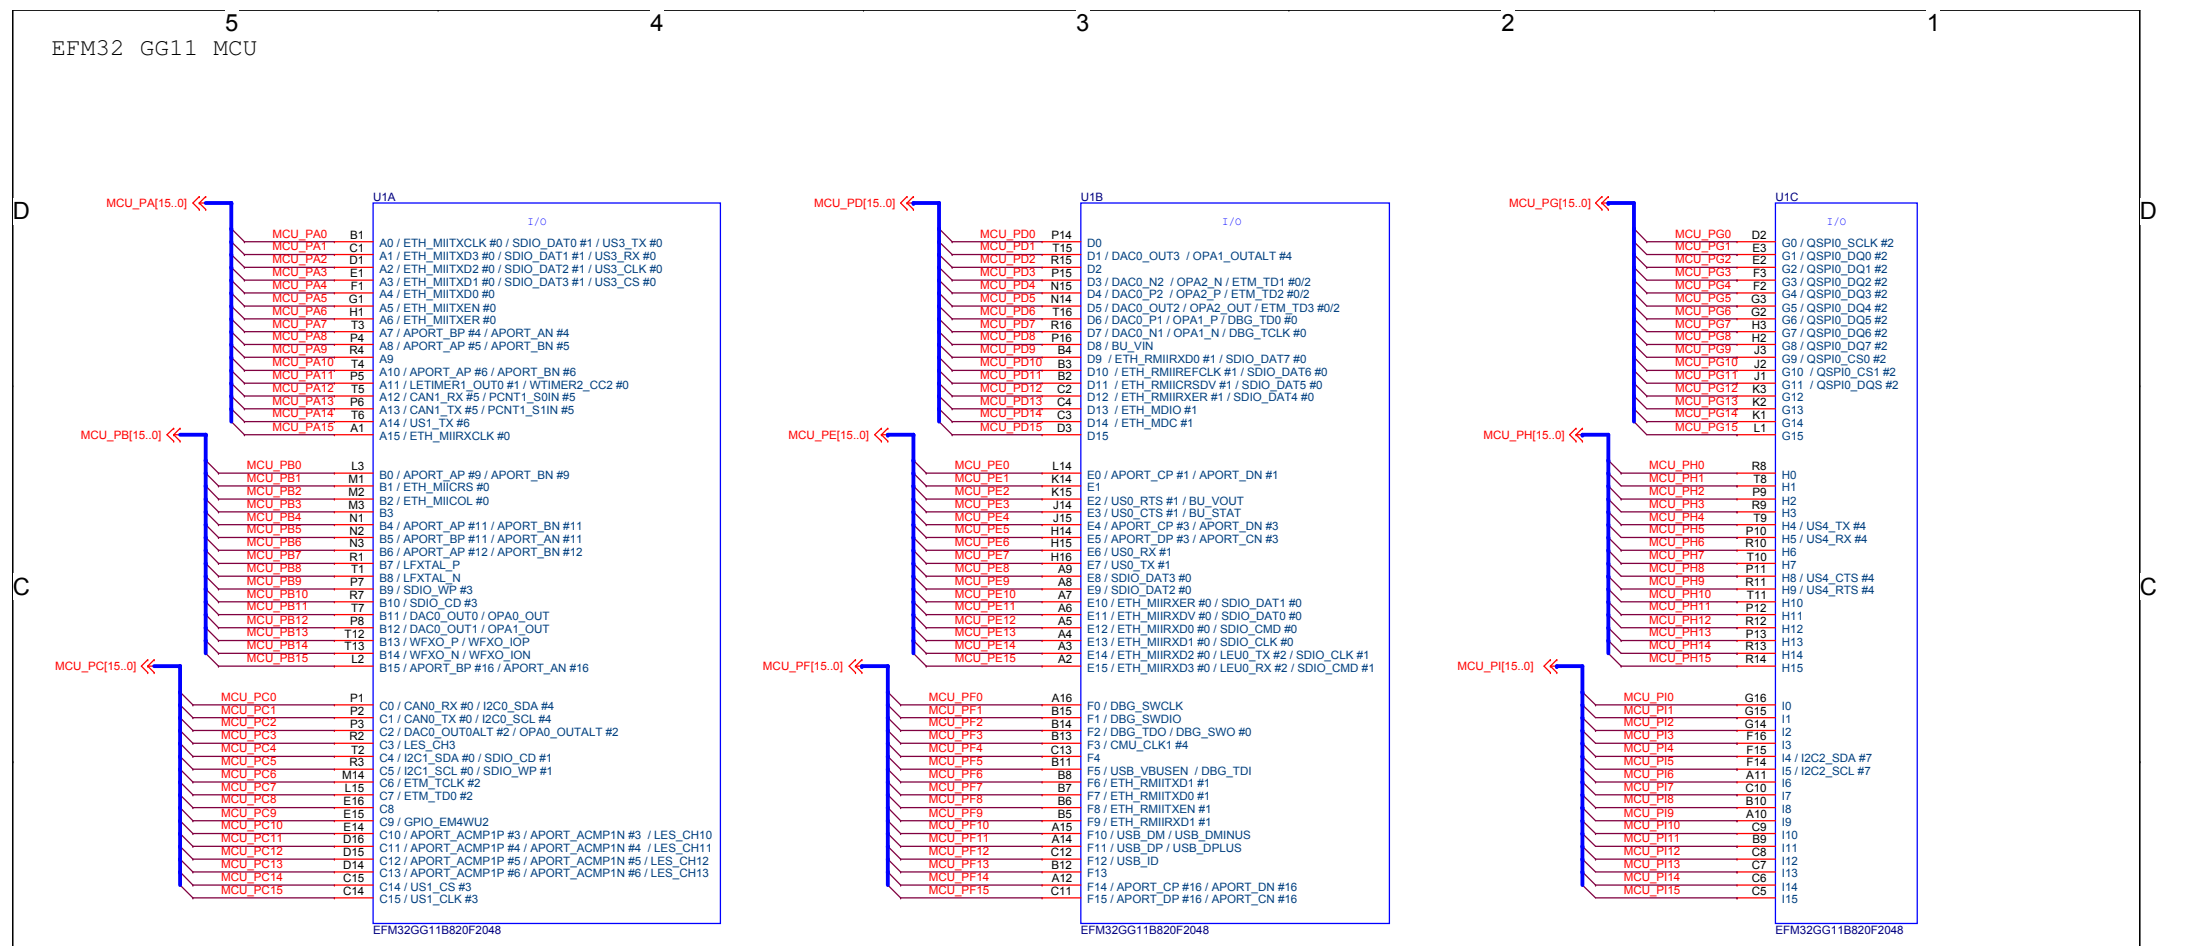 5 4 3 2 1
EFM32 GG11 MCU
D D
C C
MCU_PA[15..0]
U1A
I/O
MCU_PA0 B1 A0 / ETH_MIITXCLK #0 / SDIO_DAT0 #1 / US3_TX #0
MCU_PA1 C1 A1 / ETH_MIITXD3 #0 / SDIO_DAT1 #1 / US3_RX #0
MCU_PA2 D1 A2 / ETH_MIITXD2 #0 / SDIO_DAT2 #1 / US3_CLK #0
MCU_PA3 E1 A3 / ETH_MIITXD1 #0 / SDIO_DAT3 #1 / US3_CS #0
MCU_PA4 F1 A4 / ETH_MIITXD0 #0
MCU_PA5 G1 A5 / ETH_MIITXEN #0
MCU_PA6 H1 A6 / ETH_MIITXER #0
MCU_PA7 T3 A7 / APORT_BP #4 / APORT_AN #4
MCU_PA8 P4 A8 / APORT_AP #5 / APORT_BN #5
MCU_PA9 R4 A9
MCU_PA10 T4 A10 / APORT_AP #6 / APORT_BN #6
MCU_PA11 P5 A11 / LETIMER1_OUT0 #1 / WTIMER2_CC2 #0
MCU_PA12 T5 A12 / CAN1_RX #5 / PCNT1_S0IN #5
MCU_PA13 P6 A13 / CAN1_TX #5 / PCNT1_S1IN #5
MCU_PA14 T6 A14 / US1_TX #6
MCU_PA15 A1 A15 / ETH_MIIRXCLK #0
MCU_PB[15..0]
MCU_PB0 L3 B0 / APORT_AP #9 / APORT_BN #9
MCU_PB1 M1 B1 / ETH_MIICRS #0
MCU_PB2 M2 B2 / ETH_MIICOL #0
MCU_PB3 M3 B3
MCU_PB4 N1 B4 / APORT_AP #11 / APORT_BN #11
MCU_PB5 N2 B5 / APORT_BP #11 / APORT_AN #11
MCU_PB6 N3 B6 / APORT_AP #12 / APORT_BN #12
MCU_PB7 R1 B7 / LFXTAL_P
MCU_PB8 T1 B8 / LFXTAL_N
MCU_PB9 P7 B9 / SDIO_WP #3
MCU_PB10 R7 B10 / SDIO_CD #3
MCU_PB11 T7 B11 / DAC0_OUT0 / OPA0_OUT
MCU_PB12 P8 B12 / DAC0_OUT1 / OPA1_OUT
MCU_PB13 T12 B13 / WFXO_P / WFXO_IOP
MCU_PB14 T13 B14 / WFXO_N / WFXO_ION
MCU_PB15 L2 B15 / APORT_BP #16 / APORT_AN #16
MCU_PC[15..0]
MCU_PC0 P1 C0 / CAN0_RX #0 / I2C0_SDA #4
MCU_PC1 P2 C1 / CAN0_TX #0 / I2C0_SCL #4
MCU_PC2 P3 C2 / DAC0_OUT0ALT #2 / OPA0_OUTALT #2
MCU_PC3 R2 C3 / LES_CH3
MCU_PC4 T2 C4 / I2C1_SDA #0 / SDIO_CD #1
MCU_PC5 R3 C5 / I2C1_SCL #0 / SDIO_WP #1
MCU_PC6 M14 C6 / ETM_TCLK #2
MCU_PC7 L15 C7 / ETM_TD0 #2
MCU_PC8 E16 C8
MCU_PC9 E15 C9 / GPIO_EM4WU2
MCU_PC10 E14 C10 / APORT_ACMP1P #3 / APORT_ACMP1N #3 / LES_CH10
MCU_PC11 D16 C11 / APORT_ACMP1P #4 / APORT_ACMP1N #4 / LES_CH11
MCU_PC12 D15 C12 / APORT_ACMP1P #5 / APORT_ACMP1N #5 / LES_CH12
MCU_PC13 D14 C13 / APORT_ACMP1P #6 / APORT_ACMP1N #6 / LES_CH13
MCU_PC14 C15 C14 / US1_CS #3
MCU_PC15 C14 C15 / US1_CLK #3
EFM32GG11B820F2048
MCU_PD[15..0]
U1B
I/O
MCU_PD0 P14 D0
MCU_PD1 T15 D1 / DAC0_OUT3 / OPA1_OUTALT #4
MCU_PD2 R15 D2
MCU_PD3 P15 D3 / DAC0_N2 / OPA2_N / ETM_TD1 #0/2
MCU_PD4 N15 D4 / DAC0_P2 / OPA2_P / ETM_TD2 #0/2
MCU_PD5 N14 D5 / DAC0_OUT2 / OPA2_OUT / ETM_TD3 #0/2
MCU_PD6 T16 D6 / DAC0_P1 / OPA1_P / DBG_TD0 #0
MCU_PD7 R16 D7 / DAC0_N1 / OPA1_N / DBG_TCLK #0
MCU_PD8 P16 D8 / BU_VIN
MCU_PD9 B4 D9 / ETH_RMIIRXD0 #1 / SDIO_DAT7 #0
MCU_PD10 B3 D10 / ETH_RMIIREFCLK #1 / SDIO_DAT6 #0
MCU_PD11 B2 D11 / ETH_RMIICRSDV #1 / SDIO_DAT5 #0
MCU_PD12 C2 D12 / ETH_RMIIRXER #1 / SDIO_DAT4 #0
MCU_PD13 C4 D13 / ETH_MDIO #1
MCU_PD14 C3 D14 / ETH_MDC #1
MCU_PD15 D3 D15
MCU_PE[15..0]
MCU_PE0 L14 E0 / APORT_CP #1 / APORT_DN #1
MCU_PE1 K14 E1
MCU_PE2 K15 E2 / US0_RTS #1 / BU_VOUT
MCU_PE3 J14 E3 / US0_CTS #1 / BU_STAT
MCU_PE4 J15 E4 / APORT_CP #3 / APORT_DN #3
MCU_PE5 H14 E5 / APORT_DP #3 / APORT_CN #3
MCU_PE6 H15 E6 / US0_RX #1
MCU_PE7 H16 E7 / US0_TX #1
MCU_PE8 A9 E8 / SDIO_DAT3 #0
MCU_PE9 A8 E9 / SDIO_DAT2 #0
MCU_PE10 A7 E10 / ETH_MIIRXER #0 / SDIO_DAT1 #0
MCU_PE11 A6 E11 / ETH_MIIRXDV #0 / SDIO_DAT0 #0
MCU_PE12 A5 E12 / ETH_MIIRXD0 #0 / SDIO_CMD #0
MCU_PE13 A4 E13 / ETH_MIIRXD1 #0 / SDIO_CLK #0
MCU_PE14 A3 E14 / ETH_MIIRXD2 #0 / LEU0_TX #2 / SDIO_CLK #1
MCU_PE15 A2 E15 / ETH_MIIRXD3 #0 / LEU0_RX #2 / SDIO_CMD #1
MCU_PF[15..0]
MCU_PF0 A16 F0 / DBG_SWCLK
MCU_PF1 B15 F1 / DBG_SWDIO
MCU_PF2 B14 F2 / DBG_TDO / DBG_SWO #0
MCU_PF3 B13 F3 / CMU_CLK1 #4
MCU_PF4 C13 F4
MCU_PF5 B11 F5 / USB_VBUSEN / DBG_TDI
MCU_PF6 B8 F6 / ETH_RMIITXD1 #1
MCU_PF7 B7 F7 / ETH_RMIITXD0 #1
MCU_PF8 B6 F8 / ETH_RMIITXEN #1
MCU_PF9 B5 F9 / ETH_RMIIRXD1 #1
MCU_PF10 A15 F10 / USB_DM / USB_DMINUS
MCU_PF11 A14 F11 / USB_DP / USB_DPLUS
MCU_PF12 C12 F12 / USB_ID
MCU_PF13 B12 F13
MCU_PF14 A12 F14 / APORT_CP #16 / APORT_DN #16
MCU_PF15 C11 F15 / APORT_DP #16 / APORT_CN #16
EFM32GG11B820F2048
MCU_PG[15..0]
U1C
I/O
MCU_PG0 D2 G0 / QSPI0_SCLK #2
MCU_PG1 E3 G1 / QSPI0_DQ0 #2
MCU_PG2 E2 G2 / QSPI0_DQ1 #2
MCU_PG3 F3 G3 / QSPI0_DQ2 #2
MCU_PG4 F2 G4 / QSPI0_DQ3 #2
MCU_PG5 G3 G5 / QSPI0_DQ4 #2
MCU_PG6 G2 G6 / QSPI0_DQ5 #2
MCU_PG7 H3 G7 / QSPI0_DQ6 #2
MCU_PG8 H2 G8 / QSPI0_DQ7 #2
MCU_PG9 J3 G9 / QSPI0_CS0 #2
MCU_PG10 J2 G10 / QSPI0_CS1 #2
MCU_PG11 J1 G11 / QSPI0_DQS #2
MCU_PG12 K3 G12
MCU_PG13 K2 G13
MCU_PG14 K1 G14
MCU_PG15 L1 G15
MCU_PH[15..0]
MCU_PH0 R8 H0
MCU_PH1 T8 H1
MCU_PH2 P9 H2
MCU_PH3 R9 H3
MCU_PH4 T9 H4 / US4_TX #4
MCU_PH5 P10 H5 / US4_RX #4
MCU_PH6 R10 H6
MCU_PH7 T10 H7
MCU_PH8 P11 H8 / US4_CTS #4
MCU_PH9 R11 H9 / US4_RTS #4
MCU_PH10 T11 H10
MCU_PH11 P12 H11
MCU_PH12 R12 H12
MCU_PH13 P13 H13
MCU_PH14 R13 H14
MCU_PH15 R14 H15
MCU_PI[15..0]
MCU_PI0 G16 I0
MCU_PI1 G15 I1
MCU_PI2 G14 I2
MCU_PI3 F16 I3
MCU_PI4 F15 I4 / I2C2_SDA #7
MCU_PI5 F14 I5 / I2C2_SCL #7
MCU_PI6 A11 I6
MCU_PI7 C10 I7
MCU_PI8 B10 I8
MCU_PI9 A10 I9
MCU_PI10 C9 I10
MCU_PI11 B9 I11
MCU_PI12 C8 I12
MCU_PI13 C7 I13
MCU_PI14 C6 I14
MCU_PI15 C5 I15
EFM32GG11B820F2048